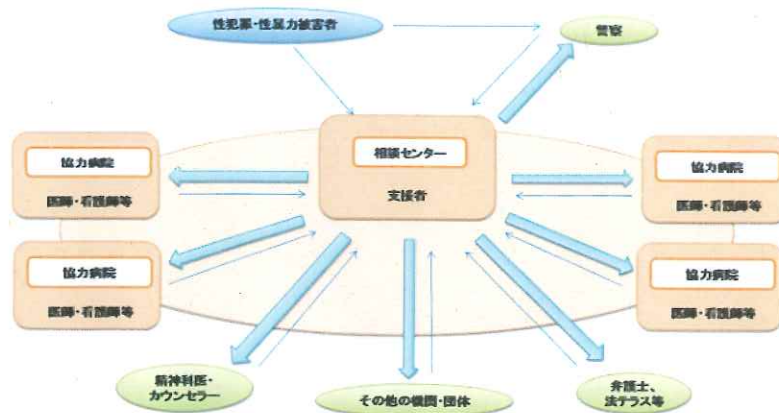 性犯罪・性暴力被害者
警察
相談センター
支援者
協力病院
医師・看護師等
協力病院
医師・看護師等
協力病院
医師・看護師等
協力病院
医師・看護師等
精神科医・
カウンセラー
その他の機関・団体
弁護士、
法テラス等